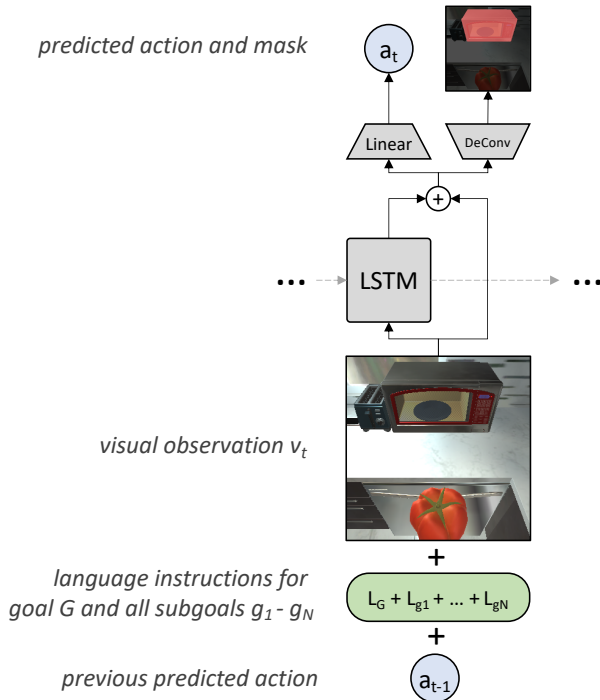 predicted action and mask
a_t
Linear
DeConv
+
...
LSTM
...
visual observation v_t
+
language instructions for
goal G and all subgoals g_1 - g_N
L_G + L_g1 + ... + L_gN
+
previous predicted action
a_t-1